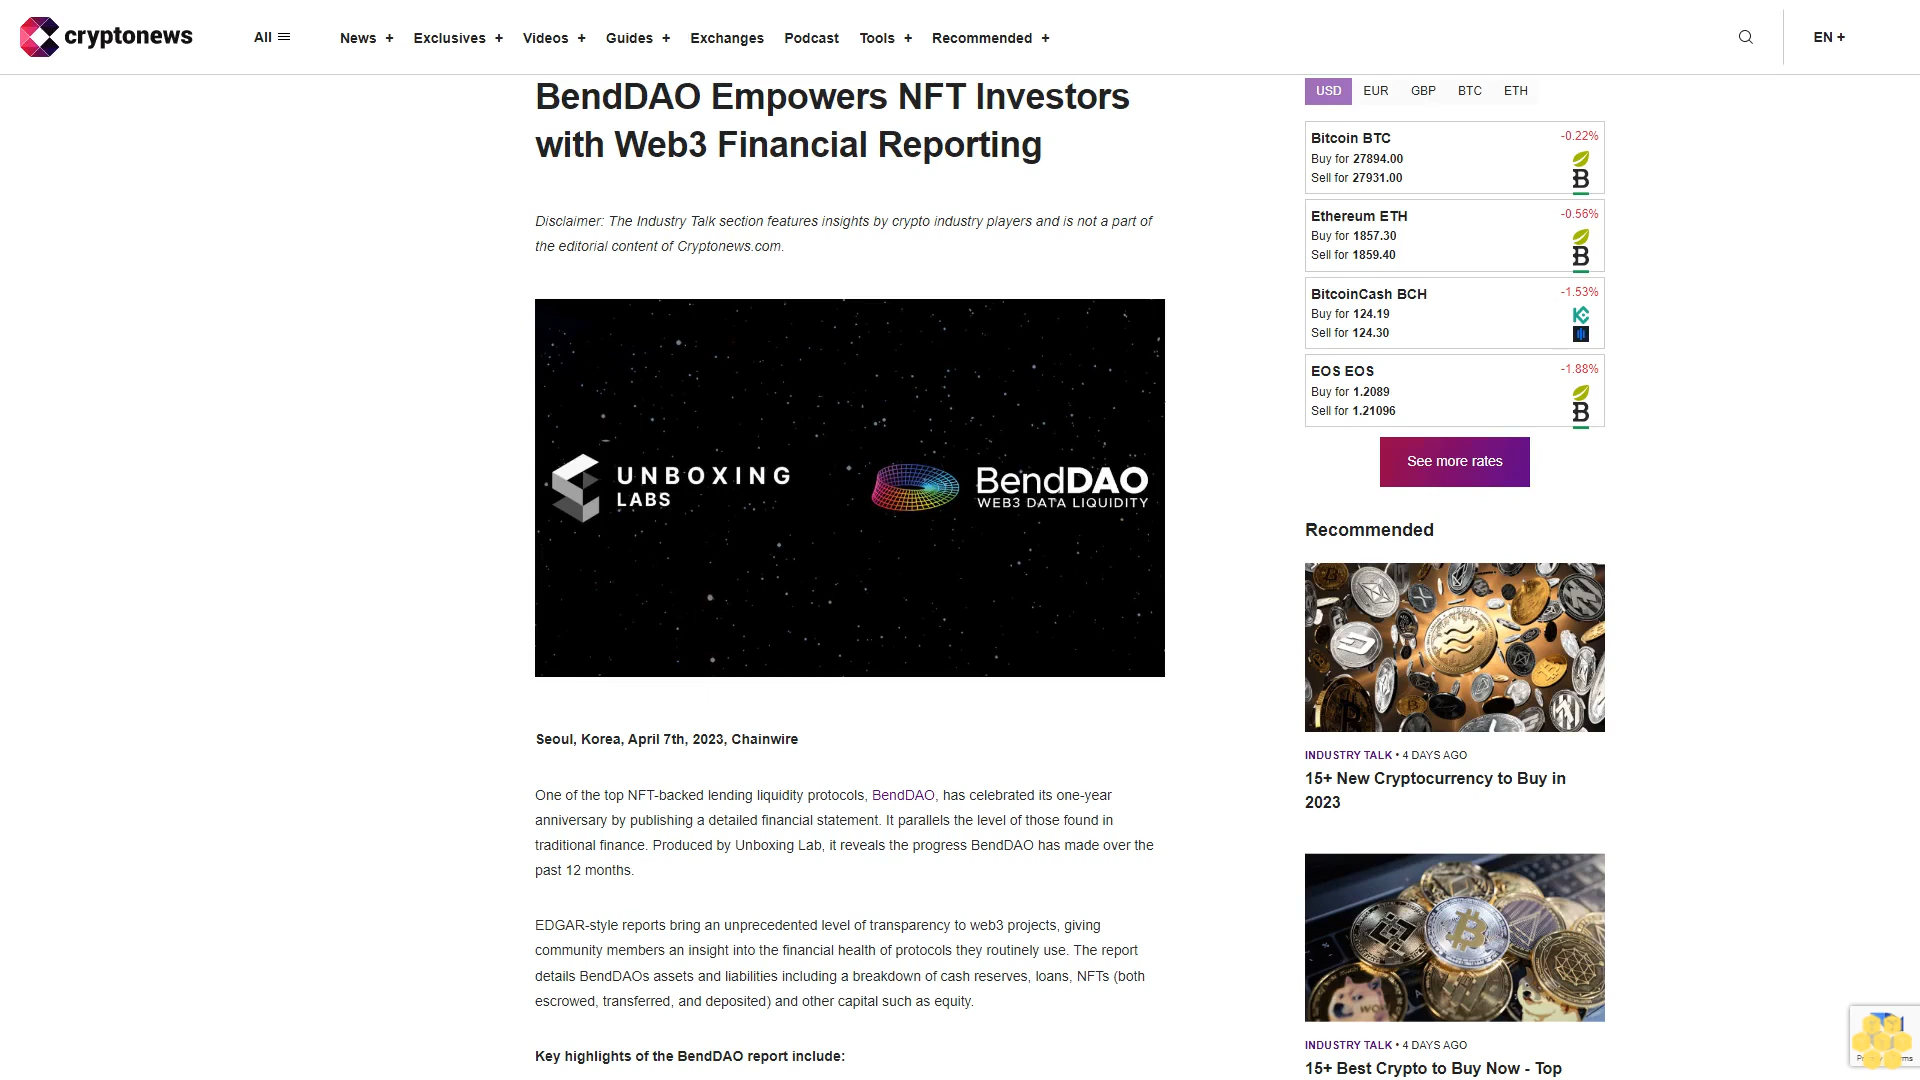 cryptonews
All
News +
Exclusives +
Videos +
Guides +
Exchanges
Podcast
Tools +
Recommended +
EN +
BendDAO Empowers NFT Investors
with Web3 Financial Reporting
Disclaimer: The Industry Talk section features insights by crypto industry players and is not a part of
the editorial content of Cryptonews.com.
UNBOXING
LABS
BendDAO
WEB3 DATA LIQUIDITY
Seoul, Korea, April 7th, 2023, Chainwire
One of the top NFT-backed lending liquidity protocols, BendDAO, has celebrated its one-year
anniversary by publishing a detailed financial statement. It parallels the level of those found in
traditional finance. Produced by Unboxing Lab, it reveals the progress BendDAO has made over the
past 12 months.
EDGAR-style reports bring an unprecedented level of transparency to web3 projects, giving
community members an insight into the financial health of protocols they routinely use. The report
details BendDAOs assets and liabilities including a breakdown of cash reserves, loans, NFTs (both
escrowed, transferred, and deposited) and other capital such as equity.
Key highlights of the BendDAO report include:
USD EUR GBP BTC ETH
Bitcoin BTC -0.22%
Buy for 27894.00
Sell for 27931.00
Ethereum ETH -0.56%
Buy for 1857.30
Sell for 1859.40
BitcoinCash BCH -1.53%
Buy for 124.19
Sell for 124.30
EOS EOS -1.88%
Buy for 1.2089
Sell for 1.21096
See more rates
Recommended
INDUSTRY TALK • 4 DAYS AGO
15+ New Cryptocurrency to Buy in
2023
INDUSTRY TALK • 4 DAYS AGO
15+ Best Crypto to Buy Now - Top